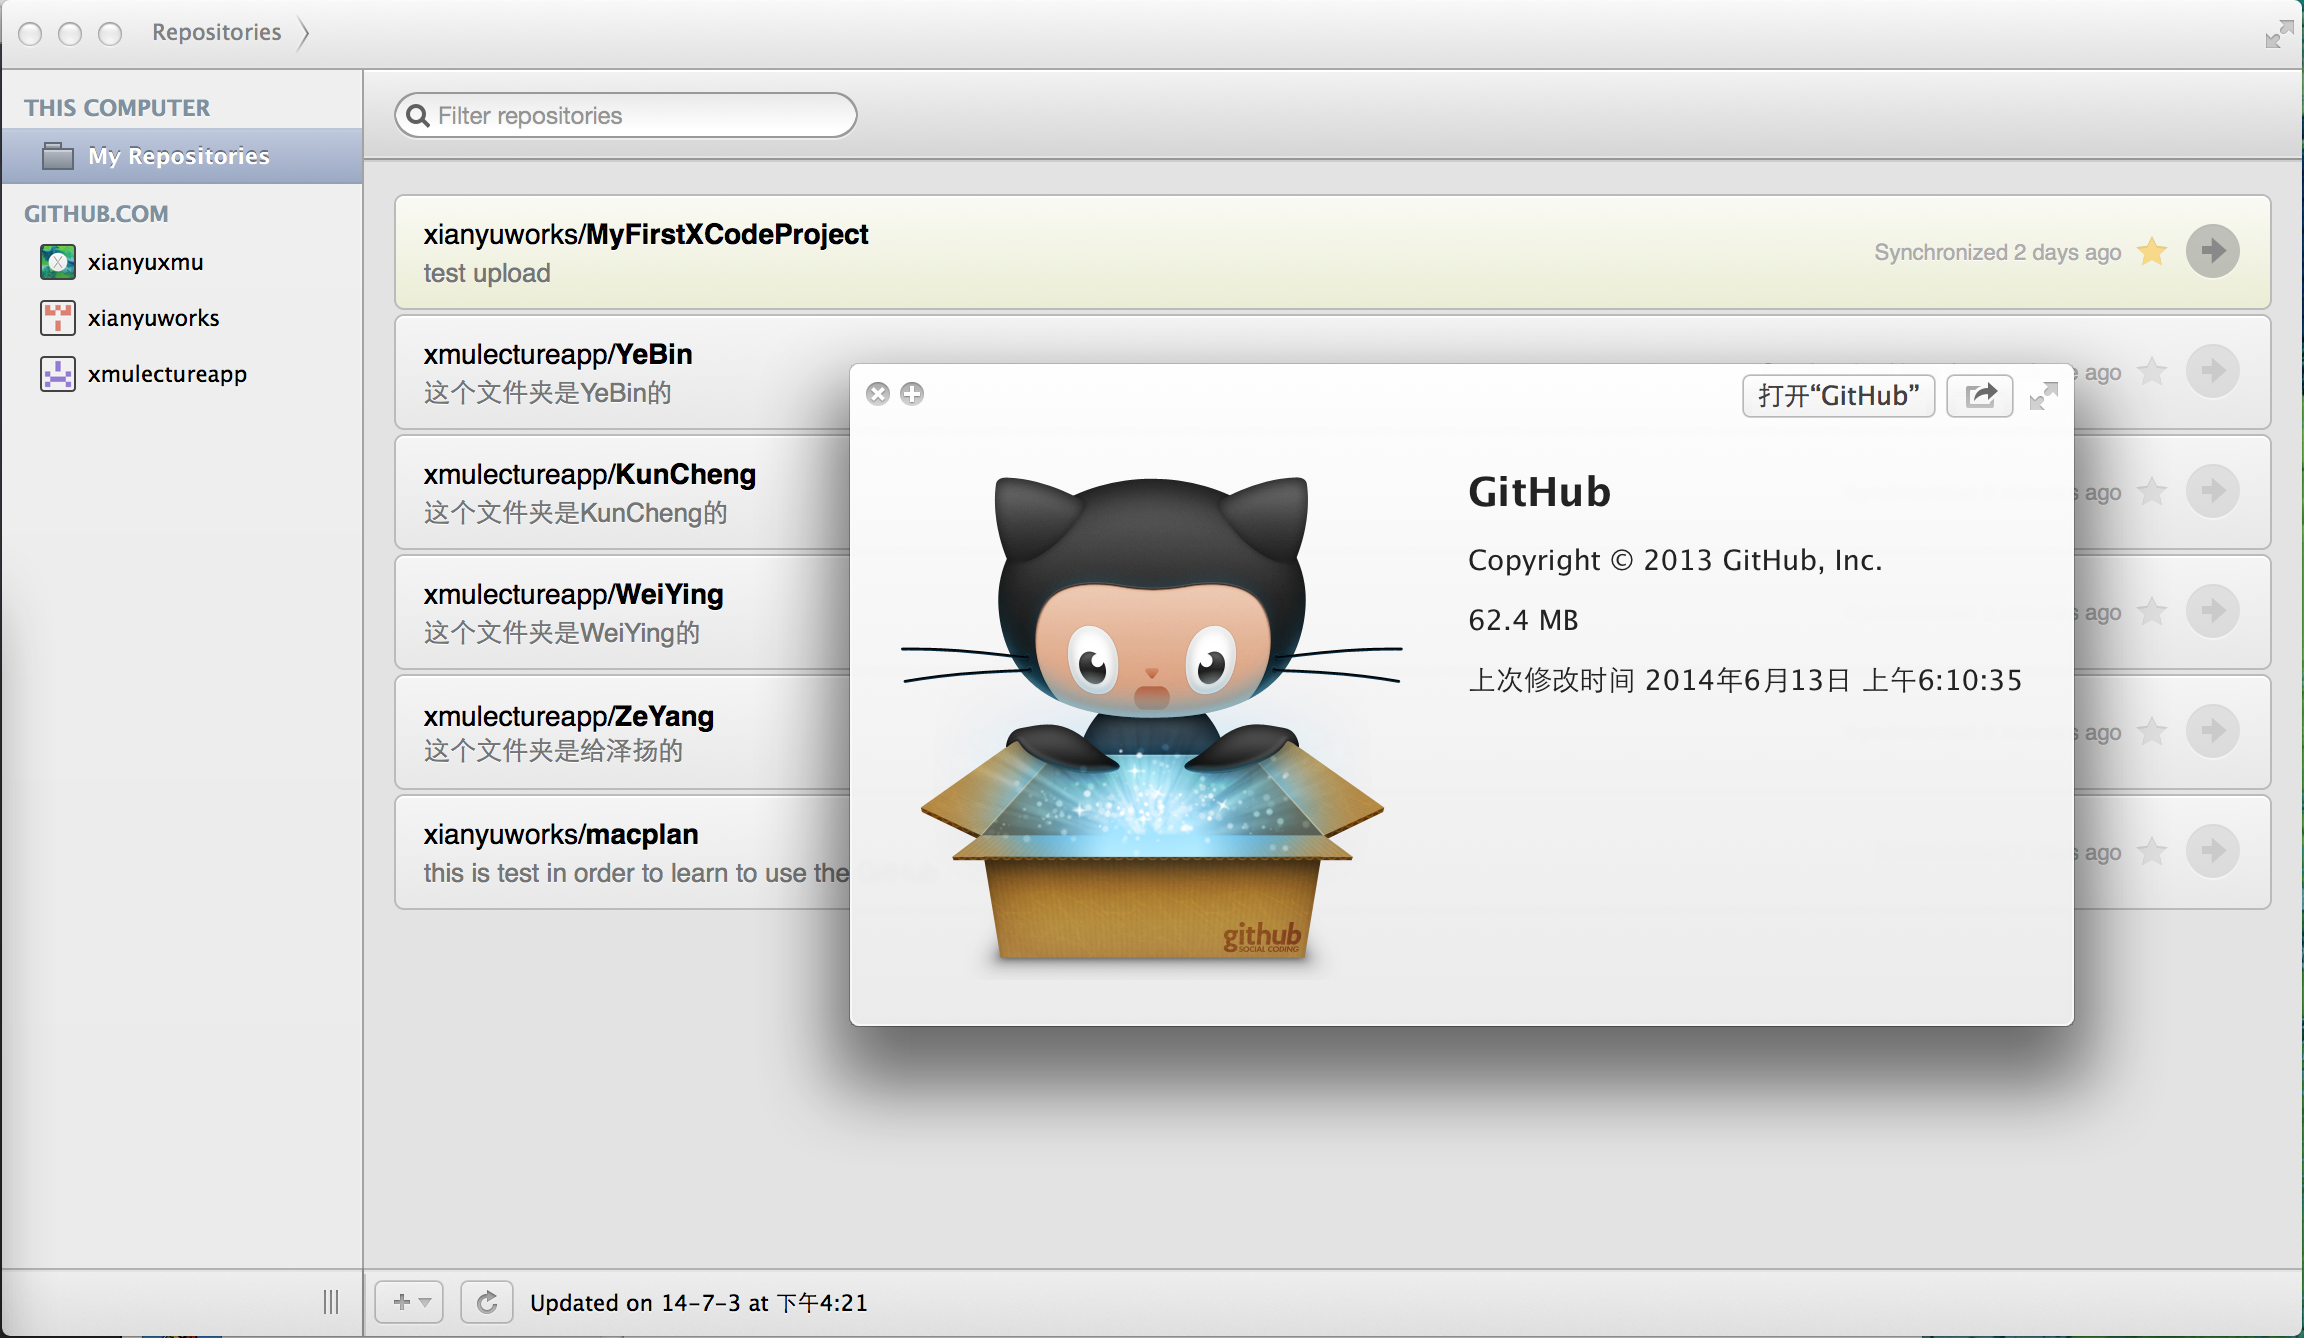 Repositories
THIS COMPUTER
My Repositories
GITHUB.COM
xianyuxmu
xianyuworks
xmulectureapp
Filter repositories
xianyuworks/MyFirstXCodeProject
test upload
Synchronized 2 days ago
xmulectureapp/YeBin
这个文件夹是YeBin的
ago
xmulectureapp/KunCheng
这个文件夹是KunCheng的
s ago
xmulectureapp/WeiYing
这个文件夹是WeiYing的
s ago
xmulectureapp/ZeYang
这个文件夹是给泽扬的
s ago
xianyuworks/macplan
this is test in order to learn to use the
s ago
打开“GitHub”
GitHub
Copyright © 2013 GitHub, Inc.
62.4 MB
上次修改时间 2014年6月13日 上午6:10:35
github
SOCIAL CODING
Updated on 14-7-3 at 下午4:21